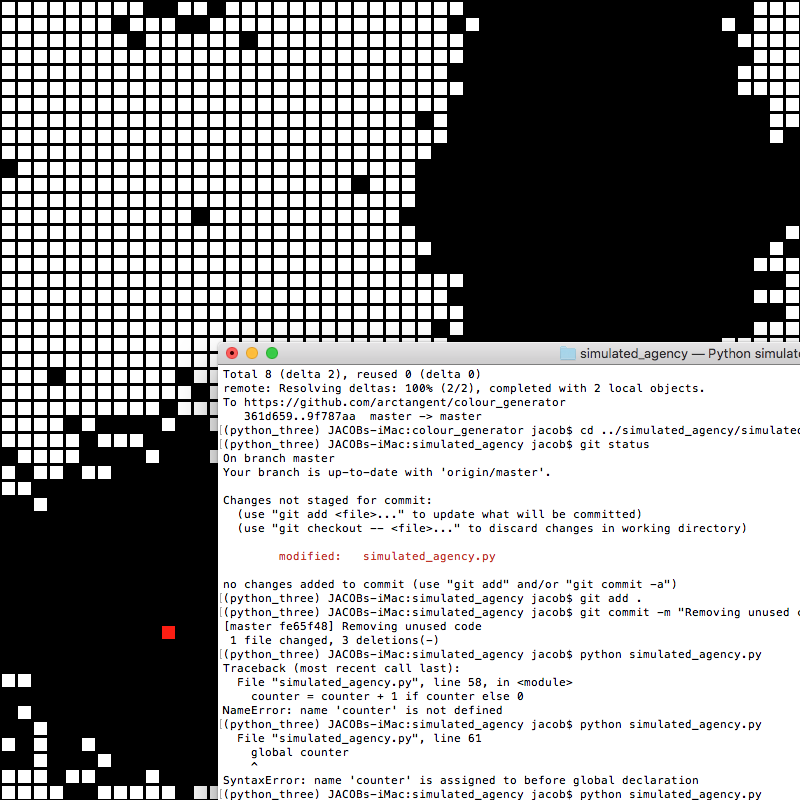 simulated_agency — Python simulate
Total 8 (delta 2), reused 0 (delta 0)
remote: Resolving deltas: 100% (2/2), completed with 2 local objects.
To https://github.com/arctangent/colour_generator
   361d659..9f787aa  master -> master
[(python_three) JACOBs-iMac:colour_generator jacob$ cd ../simulated_agency/simulated
[(python_three) JACOBs-iMac:simulated_agency jacob$ git status
On branch master
Your branch is up-to-date with 'origin/master'.
Changes not staged for commit:
  (use "git add <file>..." to update what will be committed)
  (use "git checkout -- <file>..." to discard changes in working directory)
        modified:   simulated_agency.py
no changes added to commit (use "git add" and/or "git commit -a")
[(python_three) JACOBs-iMac:simulated_agency jacob$ git add .
[(python_three) JACOBs-iMac:simulated_agency jacob$ git commit -m "Removing unused c
[master fe65f48] Removing unused code
 1 file changed, 3 deletions(-)
[(python_three) JACOBs-iMac:simulated_agency jacob$ python simulated_agency.py
Traceback (most recent call last):
  File "simulated_agency.py", line 58, in <module>
    counter = counter + 1 if counter else 0
NameError: name 'counter' is not defined
[(python_three) JACOBs-iMac:simulated_agency jacob$ python simulated_agency.py
  File "simulated_agency.py", line 61
    global counter
    ^
SyntaxError: name 'counter' is assigned to before global declaration
[(python_three) JACOBs-iMac:simulated_agency jacob$ python simulated_agency.py